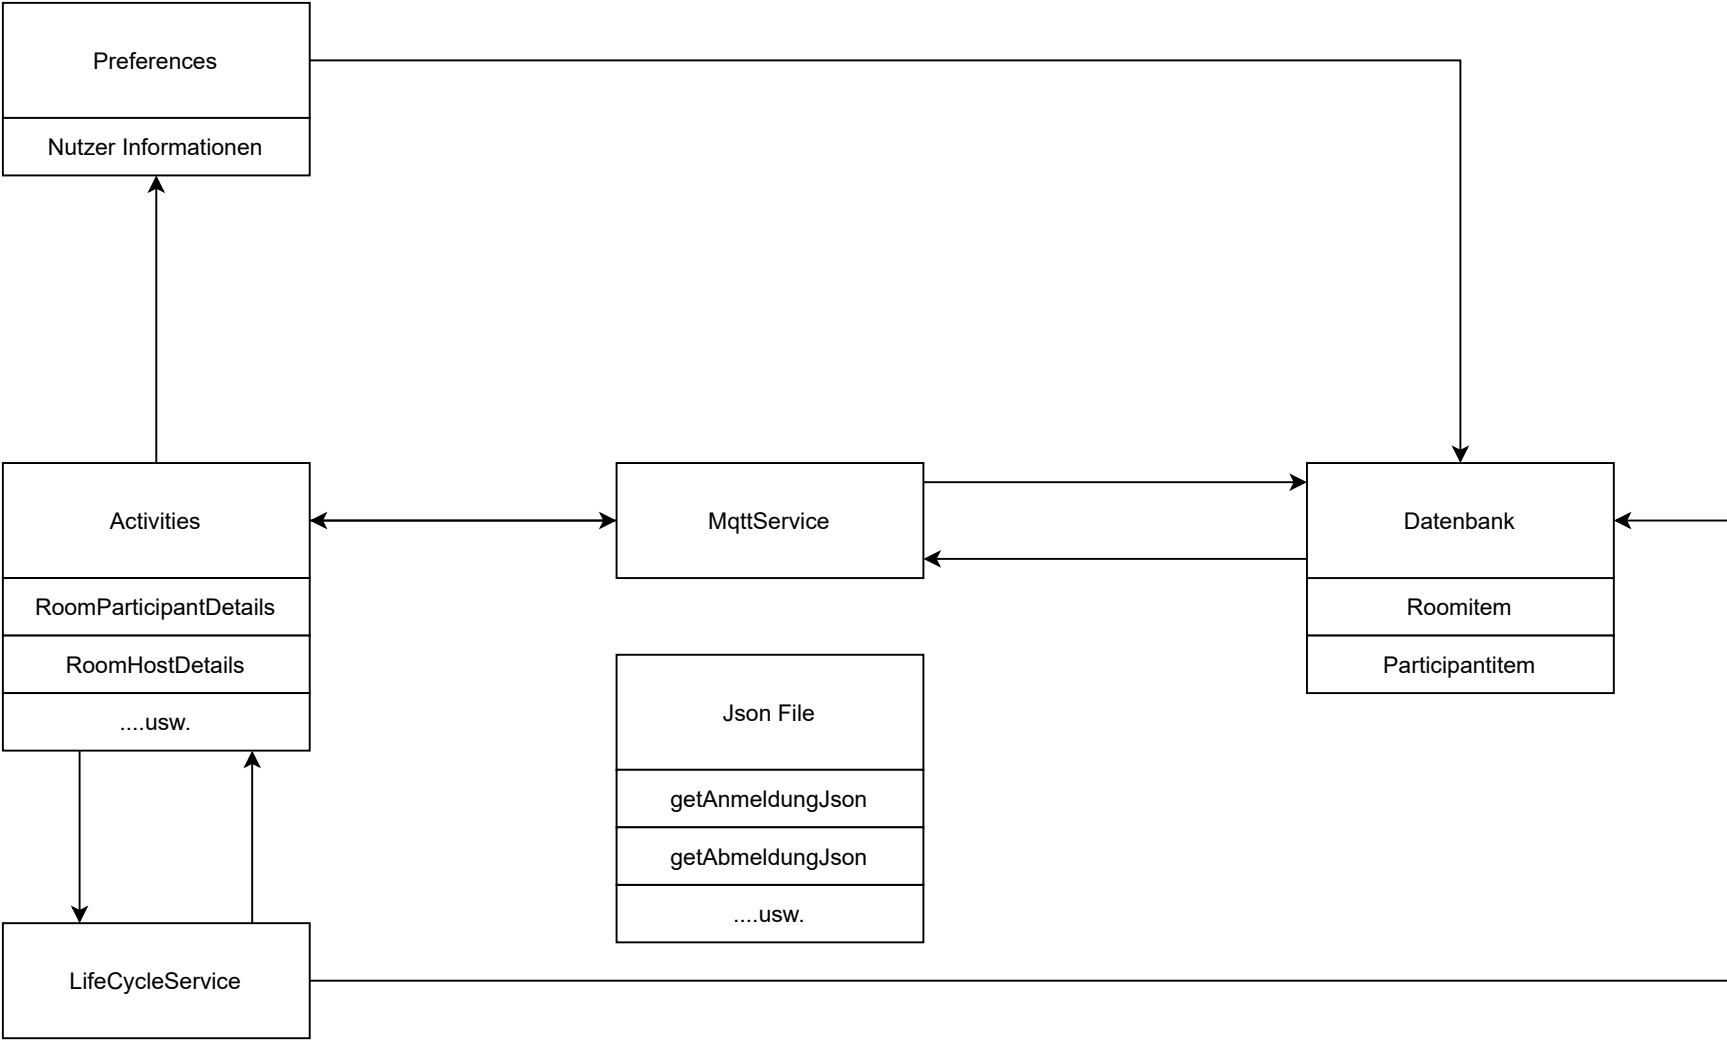 Preferences
Nutzer Informationen
Activities
RoomParticipantDetails
RoomHostDetails
....usw.
MqttService
Datenbank
Roomitem
Participantitem
Json File
getAnmeldungJson
getAbmeldungJson
....usw.
LifeCycleService